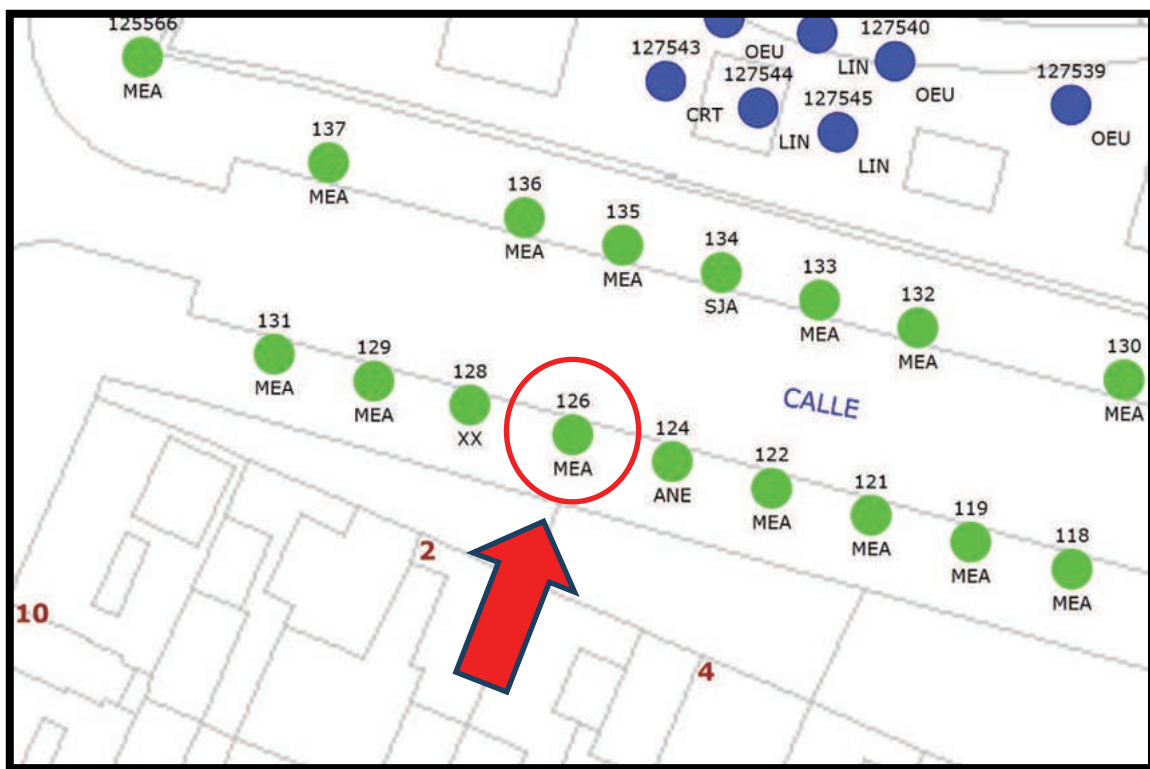 125566
MEA
OEU
127540
LIN
OEU
127543
CRT
127544
LIN
127545
LIN
127539
OEU
137
MEA
136
MEA
135
MEA
134
SJA
133
MEA
132
MEA
130
MEA
131
MEA
129
MEA
128
XX
126
MEA
124
ANE
122
MEA
121
MEA
119
MEA
118
MEA
CALLE
2
10
4